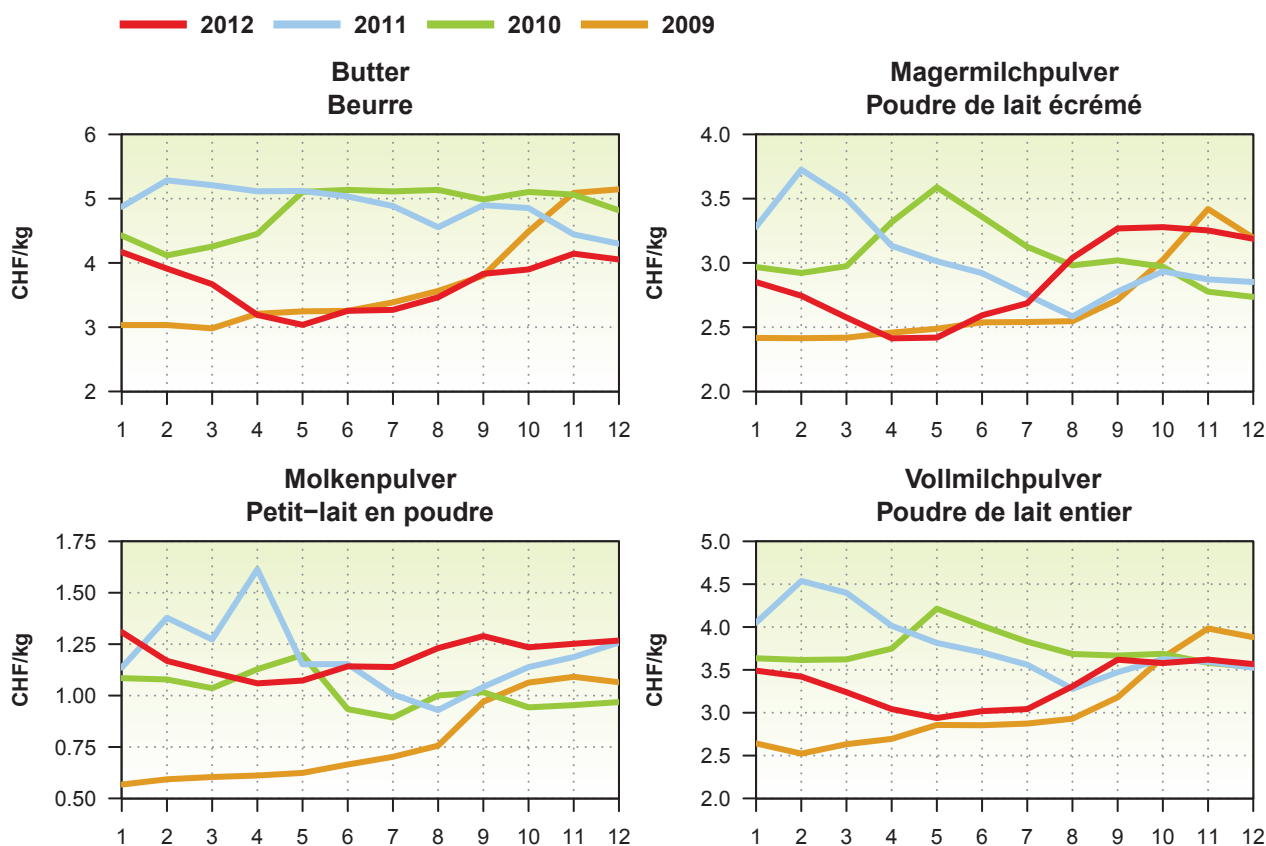 2012 2011 2010 2009
Butter
Beurre
CHF/kg
6
5
4
3
2
1 2 3 4 5 6 7 8 9 10 11 12
Magermilchpulver
Poudre de lait écrémé
CHF/kg
4.0
3.5
3.0
2.5
2.0
1 2 3 4 5 6 7 8 9 10 11 12
Molkenpulver
Petit−lait en poudre
CHF/kg
1.75
1.50
1.25
1.00
0.75
0.50
1 2 3 4 5 6 7 8 9 10 11 12
Vollmilchpulver
Poudre de lait entier
CHF/kg
5.0
4.5
4.0
3.5
3.0
2.5
2.0
1 2 3 4 5 6 7 8 9 10 11 12